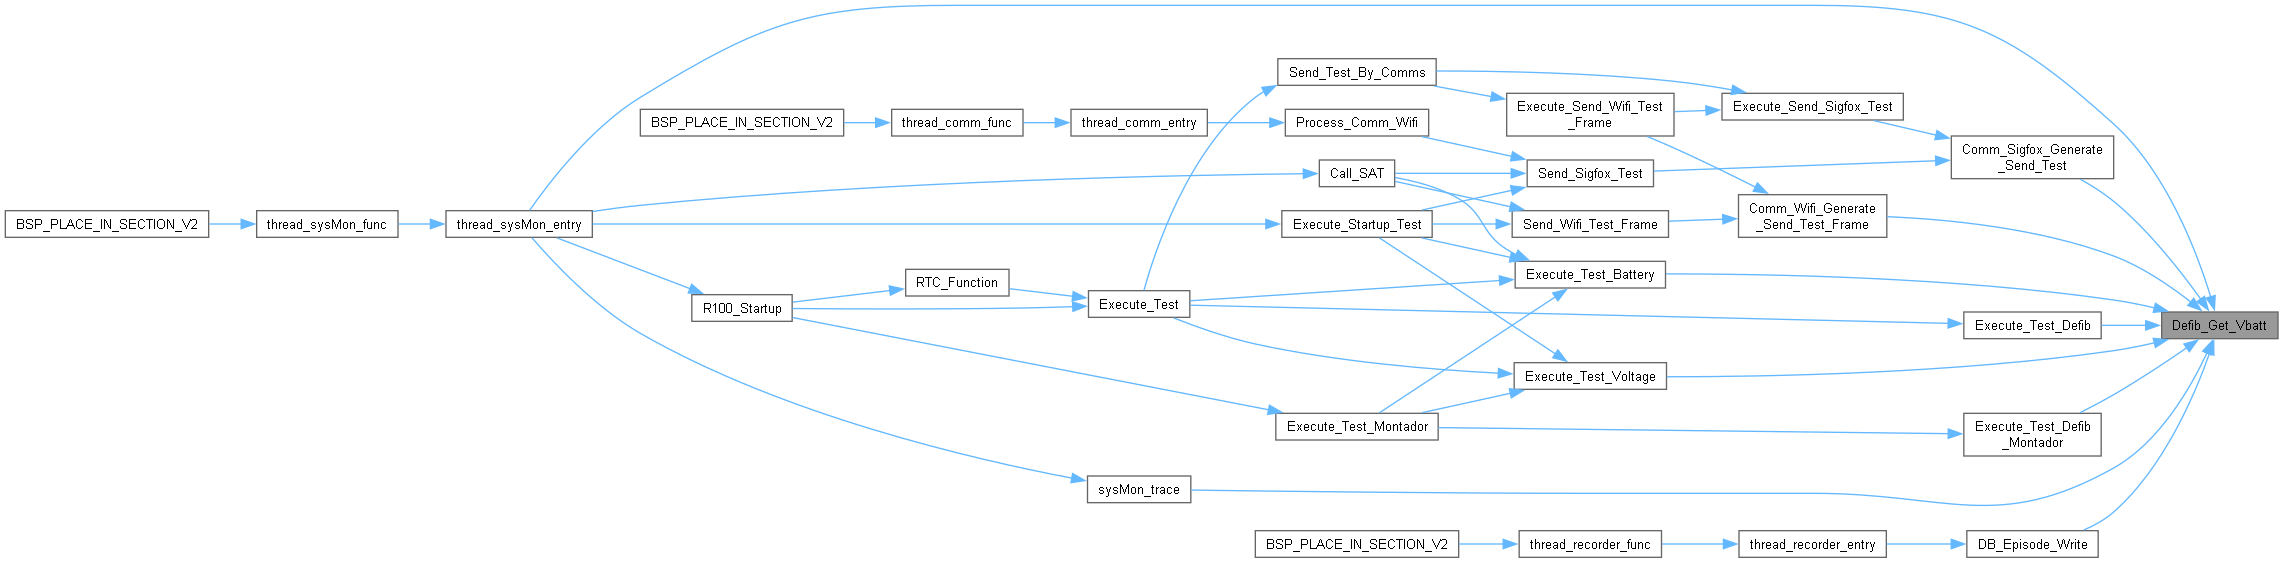 Send_Test_By_Comms
Execute_Send_Wifi_Test
_Frame
Execute_Send_Sigfox_Test
BSP_PLACE_IN_SECTION_V2
thread_comm_func
thread_comm_entry
Process_Comm_Wifi
Comm_Sigfox_Generate
_Send_Test
Call_SAT
Send_Sigfox_Test
BSP_PLACE_IN_SECTION_V2
thread_sysMon_func
thread_sysMon_entry
Execute_Startup_Test
Send_Wifi_Test_Frame
Comm_Wifi_Generate
_Send_Test_Frame
Execute_Test_Battery
RTC_Function
R100_Startup
Execute_Test
Execute_Test_Defib
Defib_Get_Vbatt
Execute_Test_Voltage
Execute_Test_Montador
Execute_Test_Defib
_Montador
sysMon_trace
BSP_PLACE_IN_SECTION_V2
thread_recorder_func
thread_recorder_entry
DB_Episode_Write